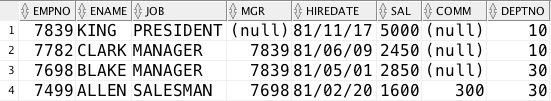 EMPNO ENAME JOB MGR HIREDATE SAL COMM DEPTNO
1 7839 KING PRESIDENT (null) 81/11/17 5000 (null) 10
2 7782 CLARK MANAGER 7839 81/06/09 2450 (null) 10
3 7698 BLAKE MANAGER 7839 81/05/01 2850 (null) 30
4 7499 ALLEN SALESMAN 7698 81/02/20 1600 300 30